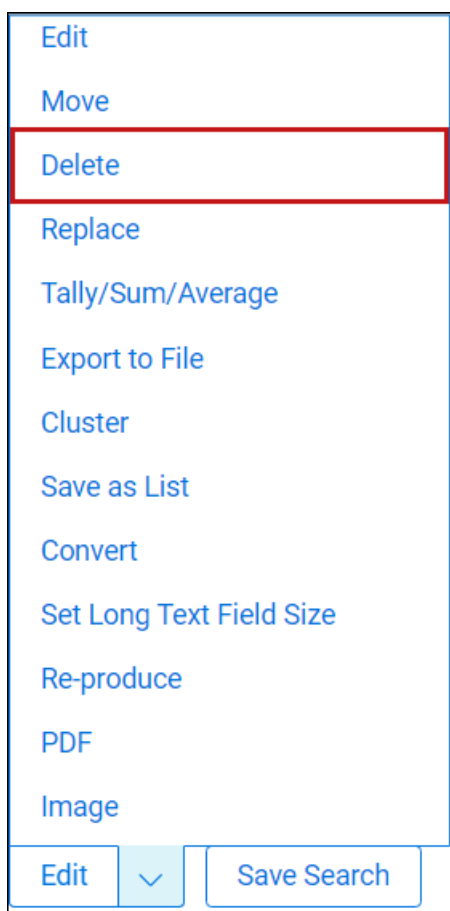 Edit
Move
Delete
Replace
Tally/Sum/Average
Export to File
Cluster
Save as List
Convert
Set Long Text Field Size
Re-produce
PDF
Image
Edit Save Search